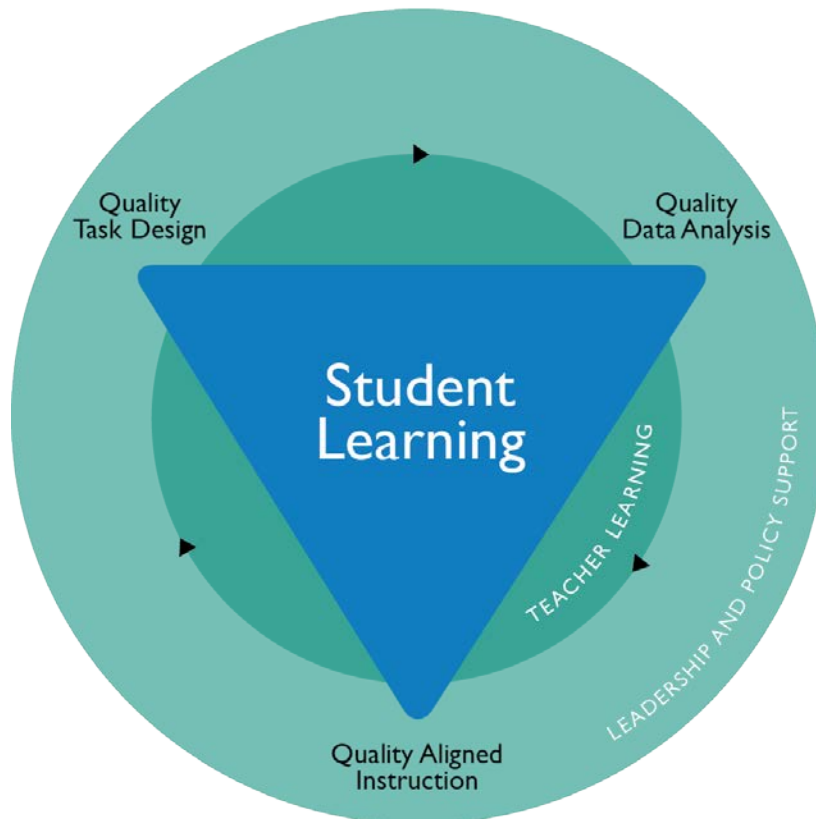 Quality
Task Design
Quality
Data Analysis
Student
Learning
TEACHER LEARNING
LEADERSHIP AND POLICY SUPPORT
Quality Aligned
Instruction